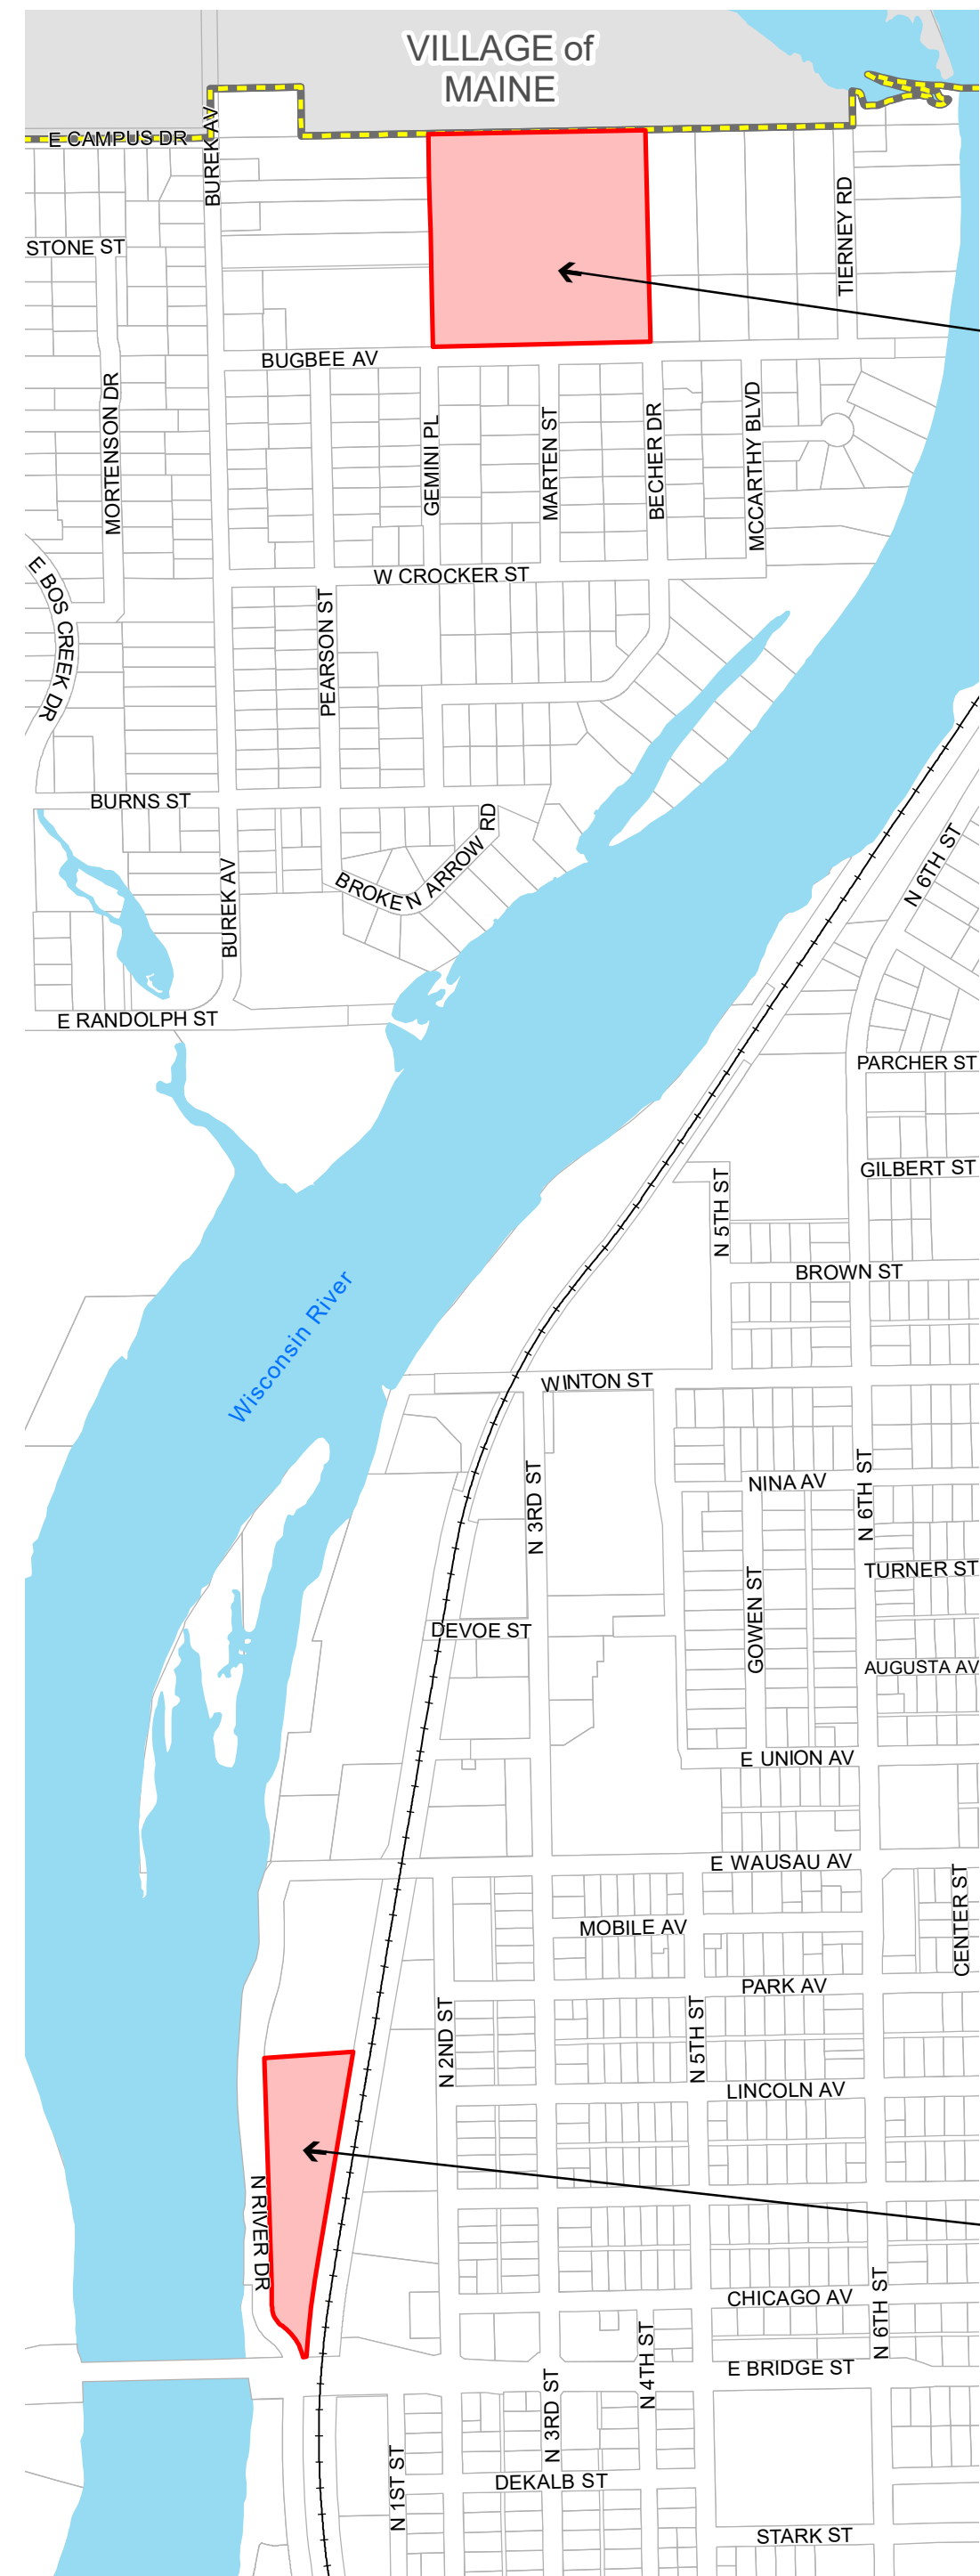 VILLAGE of
MAINE
E CAMPUS DR
BUREK AV
STONE ST
TIERNEY RD
BUGBEE AV
MORTENSON DR
GEMINI PL
MARTEN ST
BECHER DR
MCCARTHY BLVD
W CROCKER ST
E BOS CREEK DR
PEARSON ST
BURNS ST
BROKEN ARROW RD
N 6TH ST
BUREK AV
E RANDOLPH ST
PARCHER ST
GILBERT ST
N 5TH ST
BROWN ST
Wisconsin River
WINTON ST
N 3RD ST
NINA AV
N 6TH ST
TURNER ST
GOWEN ST
DEVOE ST
AUGUSTA AV
E UNION AV
E WAUSAU AV
CENTER ST
MOBILE AV
PARK AV
N 2ND ST
N 5TH ST
LINCOLN AV
N RIVER DR
CHICAGO AV
N 6TH ST
N 4TH ST
E BRIDGE ST
N 3RD ST
N 1ST ST
DEKALB ST
STARK ST